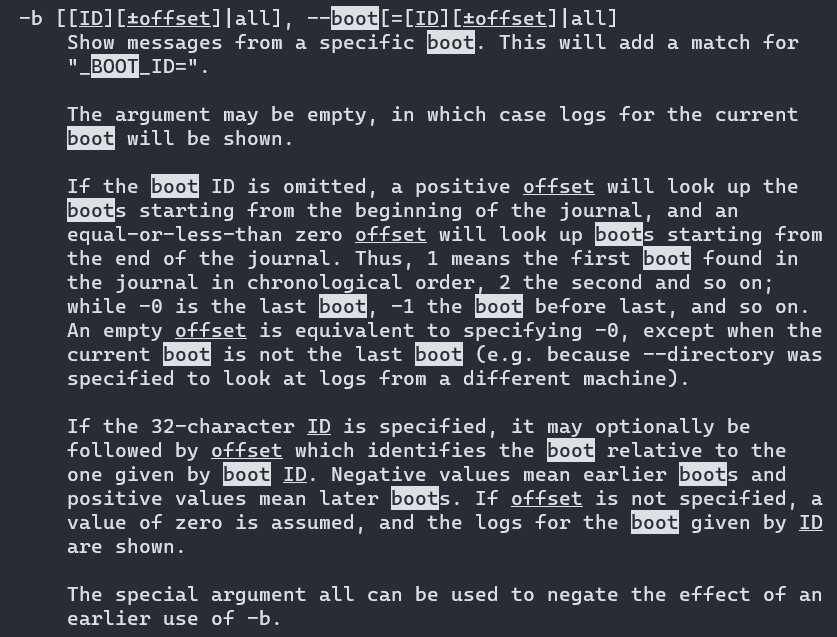 -b [[ID][±offset]|all], --boot[=[ID][±offset]|all]
Show messages from a specific boot. This will add a match for
"_BOOT_ID=".
The argument may be empty, in which case logs for the current
boot will be shown.
If the boot ID is omitted, a positive offset will look up the
boots starting from the beginning of the journal, and an
equal-or-less-than zero offset will look up boots starting from
the end of the journal. Thus, 1 means the first boot found in
the journal in chronological order, 2 the second and so on;
while -0 is the last boot, -1 the boot before last, and so on.
An empty offset is equivalent to specifying -0, except when the
current boot is not the last boot (e.g. because --directory was
specified to look at logs from a different machine).
If the 32-character ID is specified, it may optionally be
followed by offset which identifies the boot relative to the
one given by boot ID. Negative values mean earlier boots and
positive values mean later boots. If offset is not specified, a
value of zero is assumed, and the logs for the boot given by ID
are shown.
The special argument all can be used to negate the effect of an
earlier use of -b.